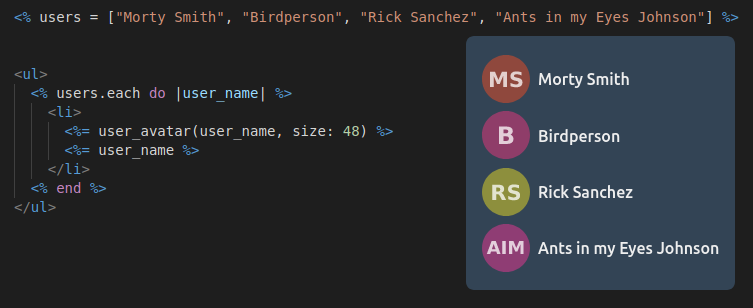 <% users = ["Morty Smith", "Birdperson", "Rick Sanchez", "Ants in my Eyes Johnson"] %>
<ul>
<% users.each do |user_name| %>
<li>
<%= user_avatar(user_name, size: 48) %>
<%= user_name %>
</li>
<% end %>
</ul>
MS Morty Smith
B Birdperson
RS Rick Sanchez
AIM Ants in my Eyes Johnson